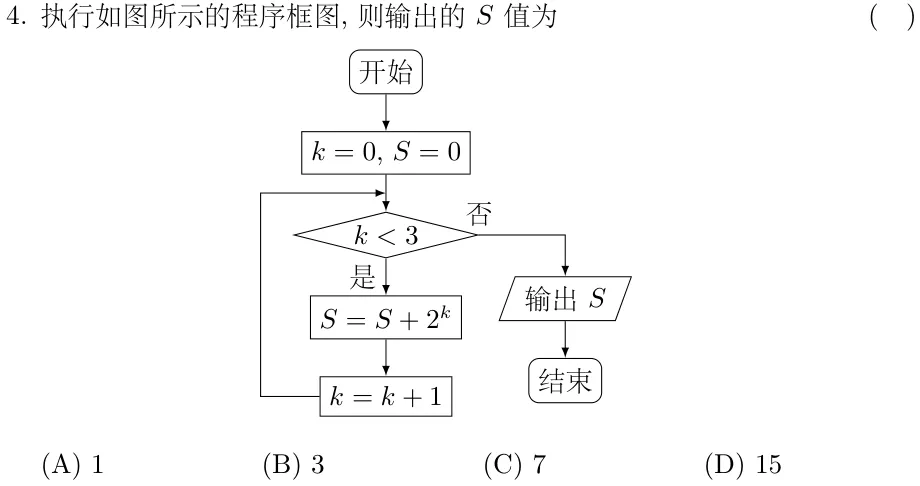 4. 执行如图所示的程序框图, 则输出的 S 值为 ( )
开始
k = 0, S = 0
k < 3
否
是
输出 S
S = S + 2^k
结束
k = k + 1
(A) 1 (B) 3 (C) 7 (D) 15